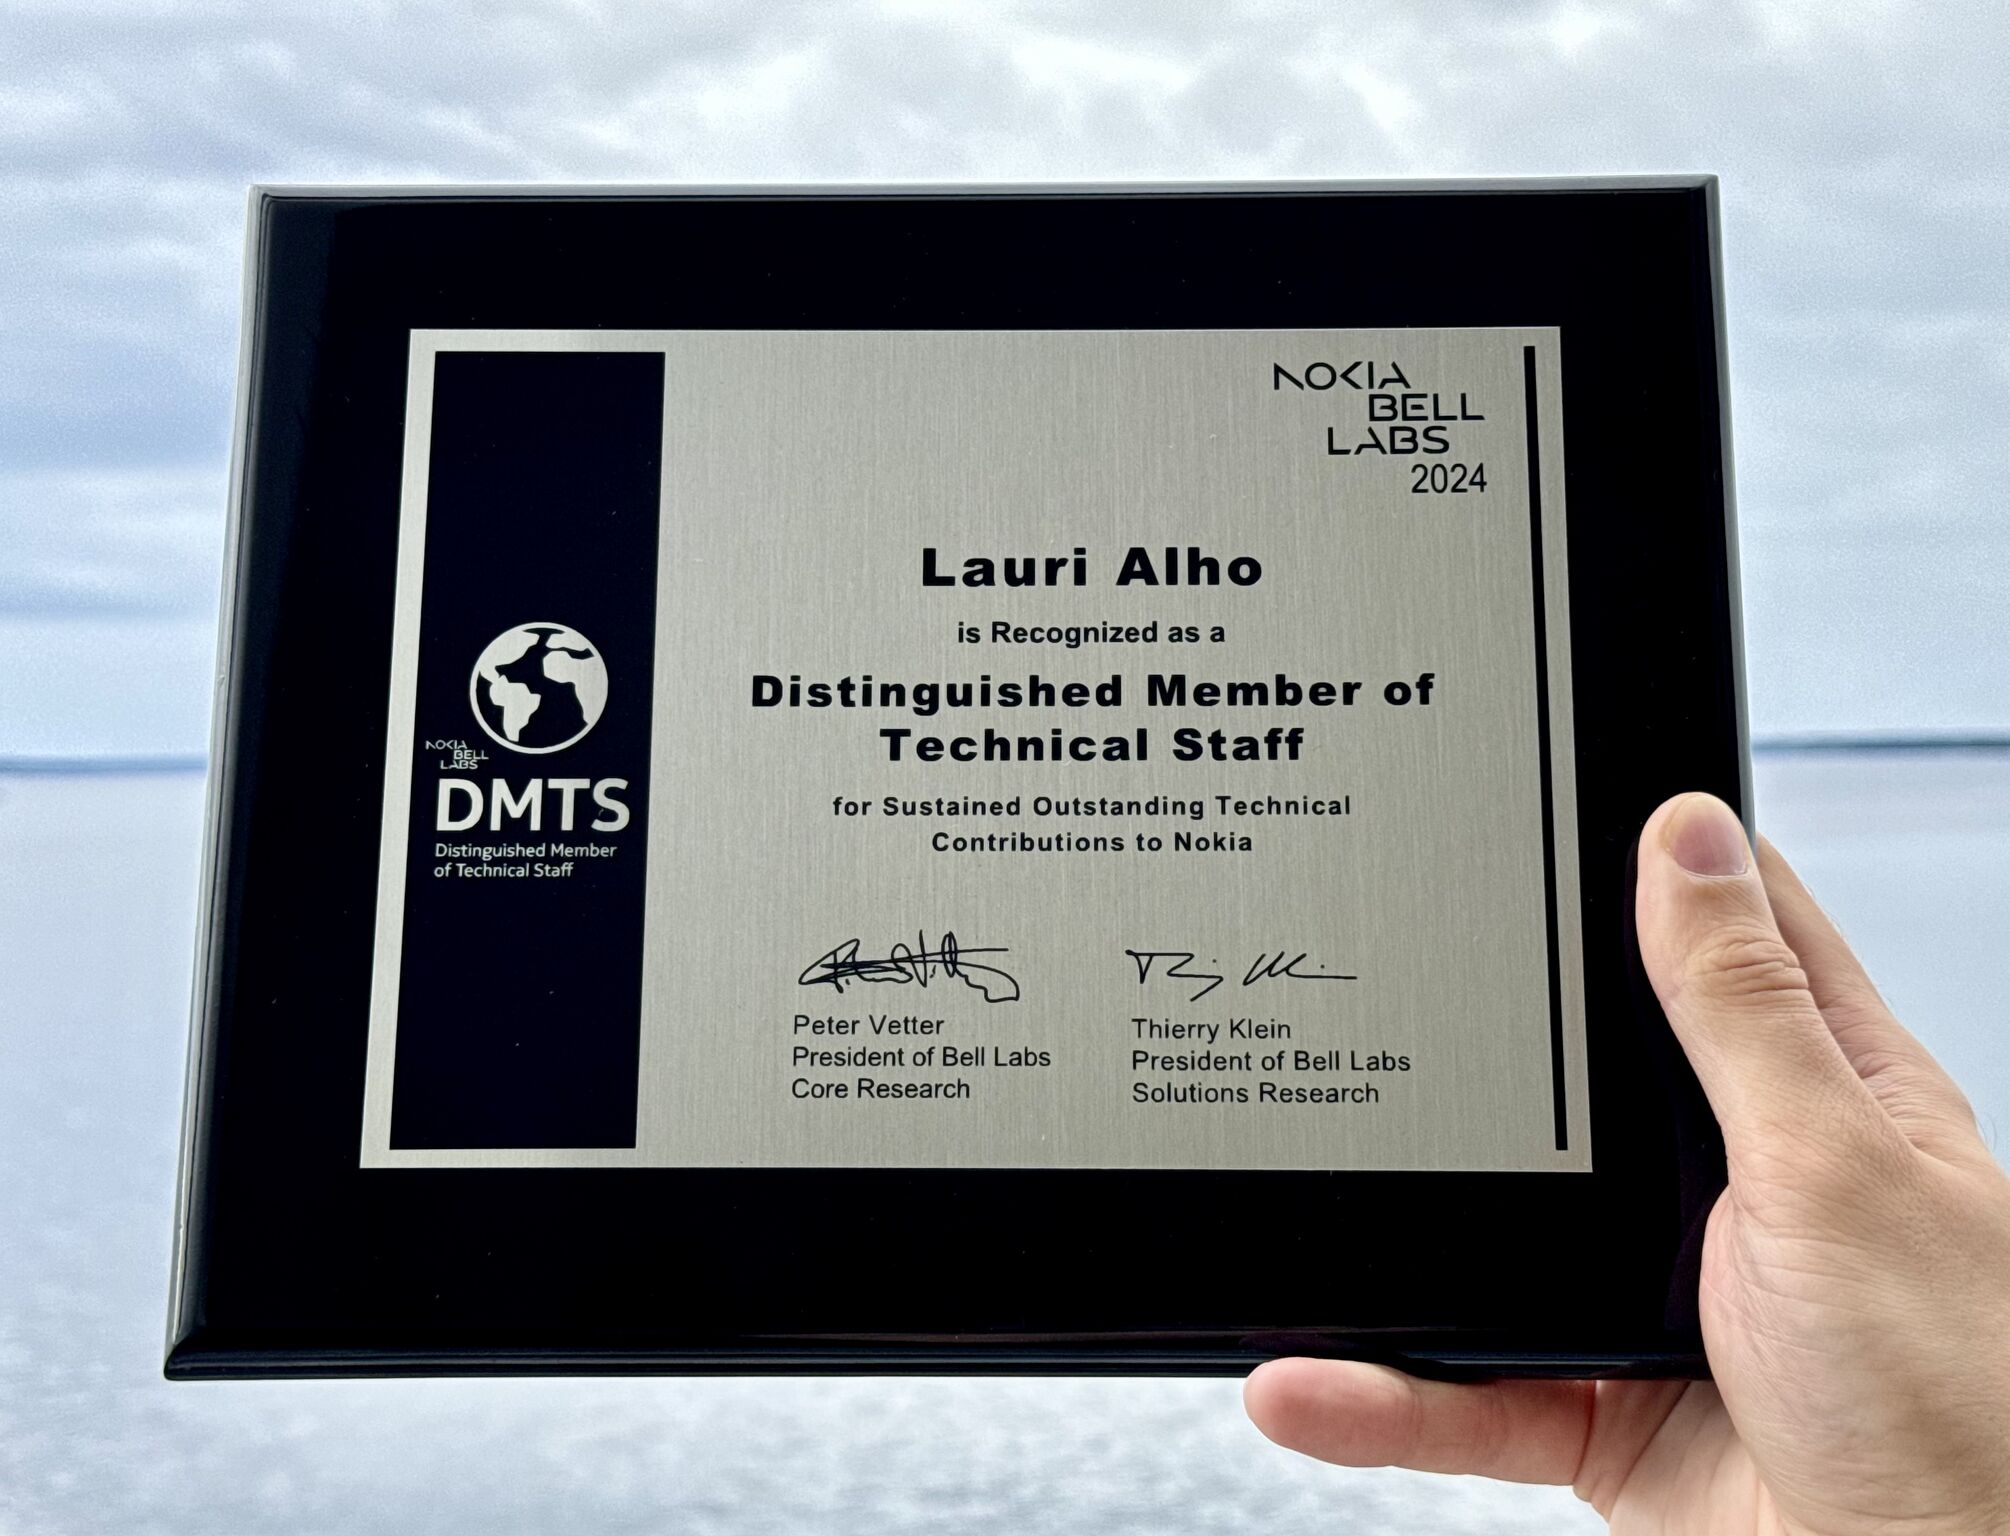 NOKIA
BELL
LABS
2024
Lauri Alho
is Recognized as a
Distinguished Member of
Technical Staff
for Sustained Outstanding Technical
Contributions to Nokia
NOKIA
BELL
LABS
DMTS
Distinguished Member
of Technical Staff
Peter Vetter
President of Bell Labs
Core Research
Thierry Klein
President of Bell Labs
Solutions Research